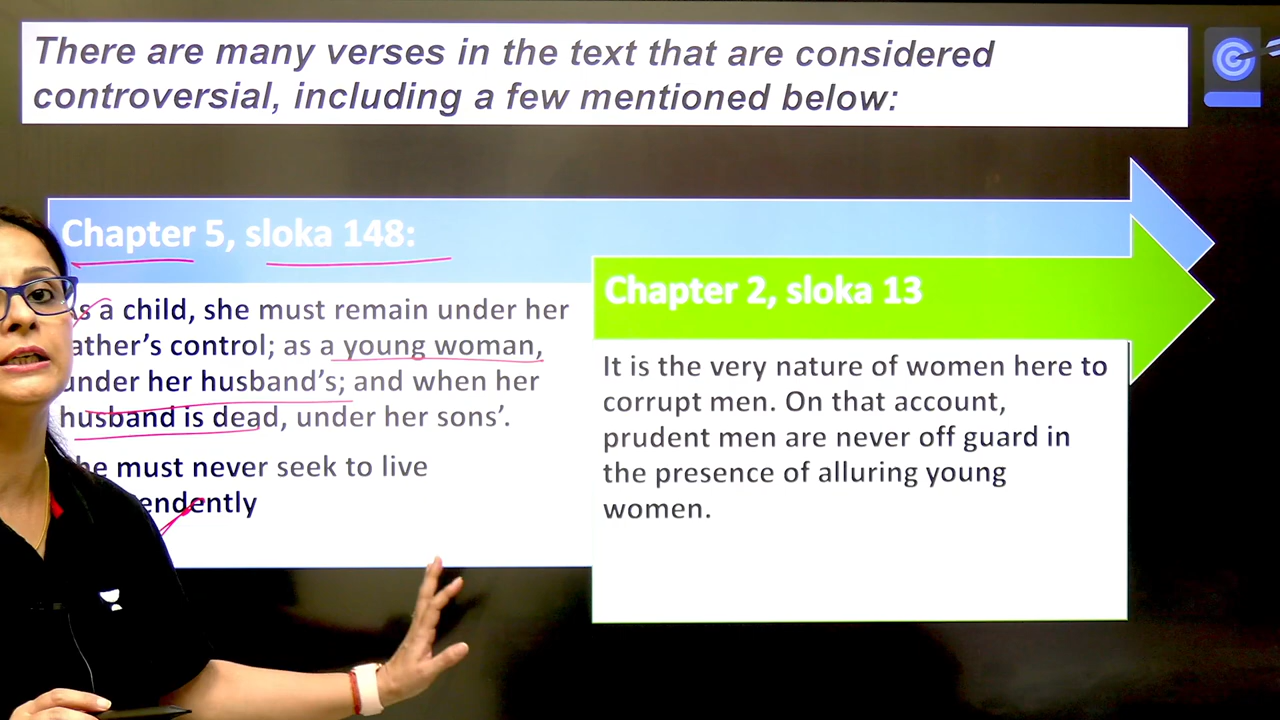 There are many verses in the text that are considered
controversial, including a few mentioned below:
Chapter 5, sloka 148:
As a child, she must remain under her
father's control; as a young woman,
under her husband's; and when her
husband is dead, under her sons'.
She must never seek to live
Chapter 2, sloka 13
It is the very nature of women here to
corrupt men. On that account,
prudent men are never off guard in
the presence of alluring young
women.